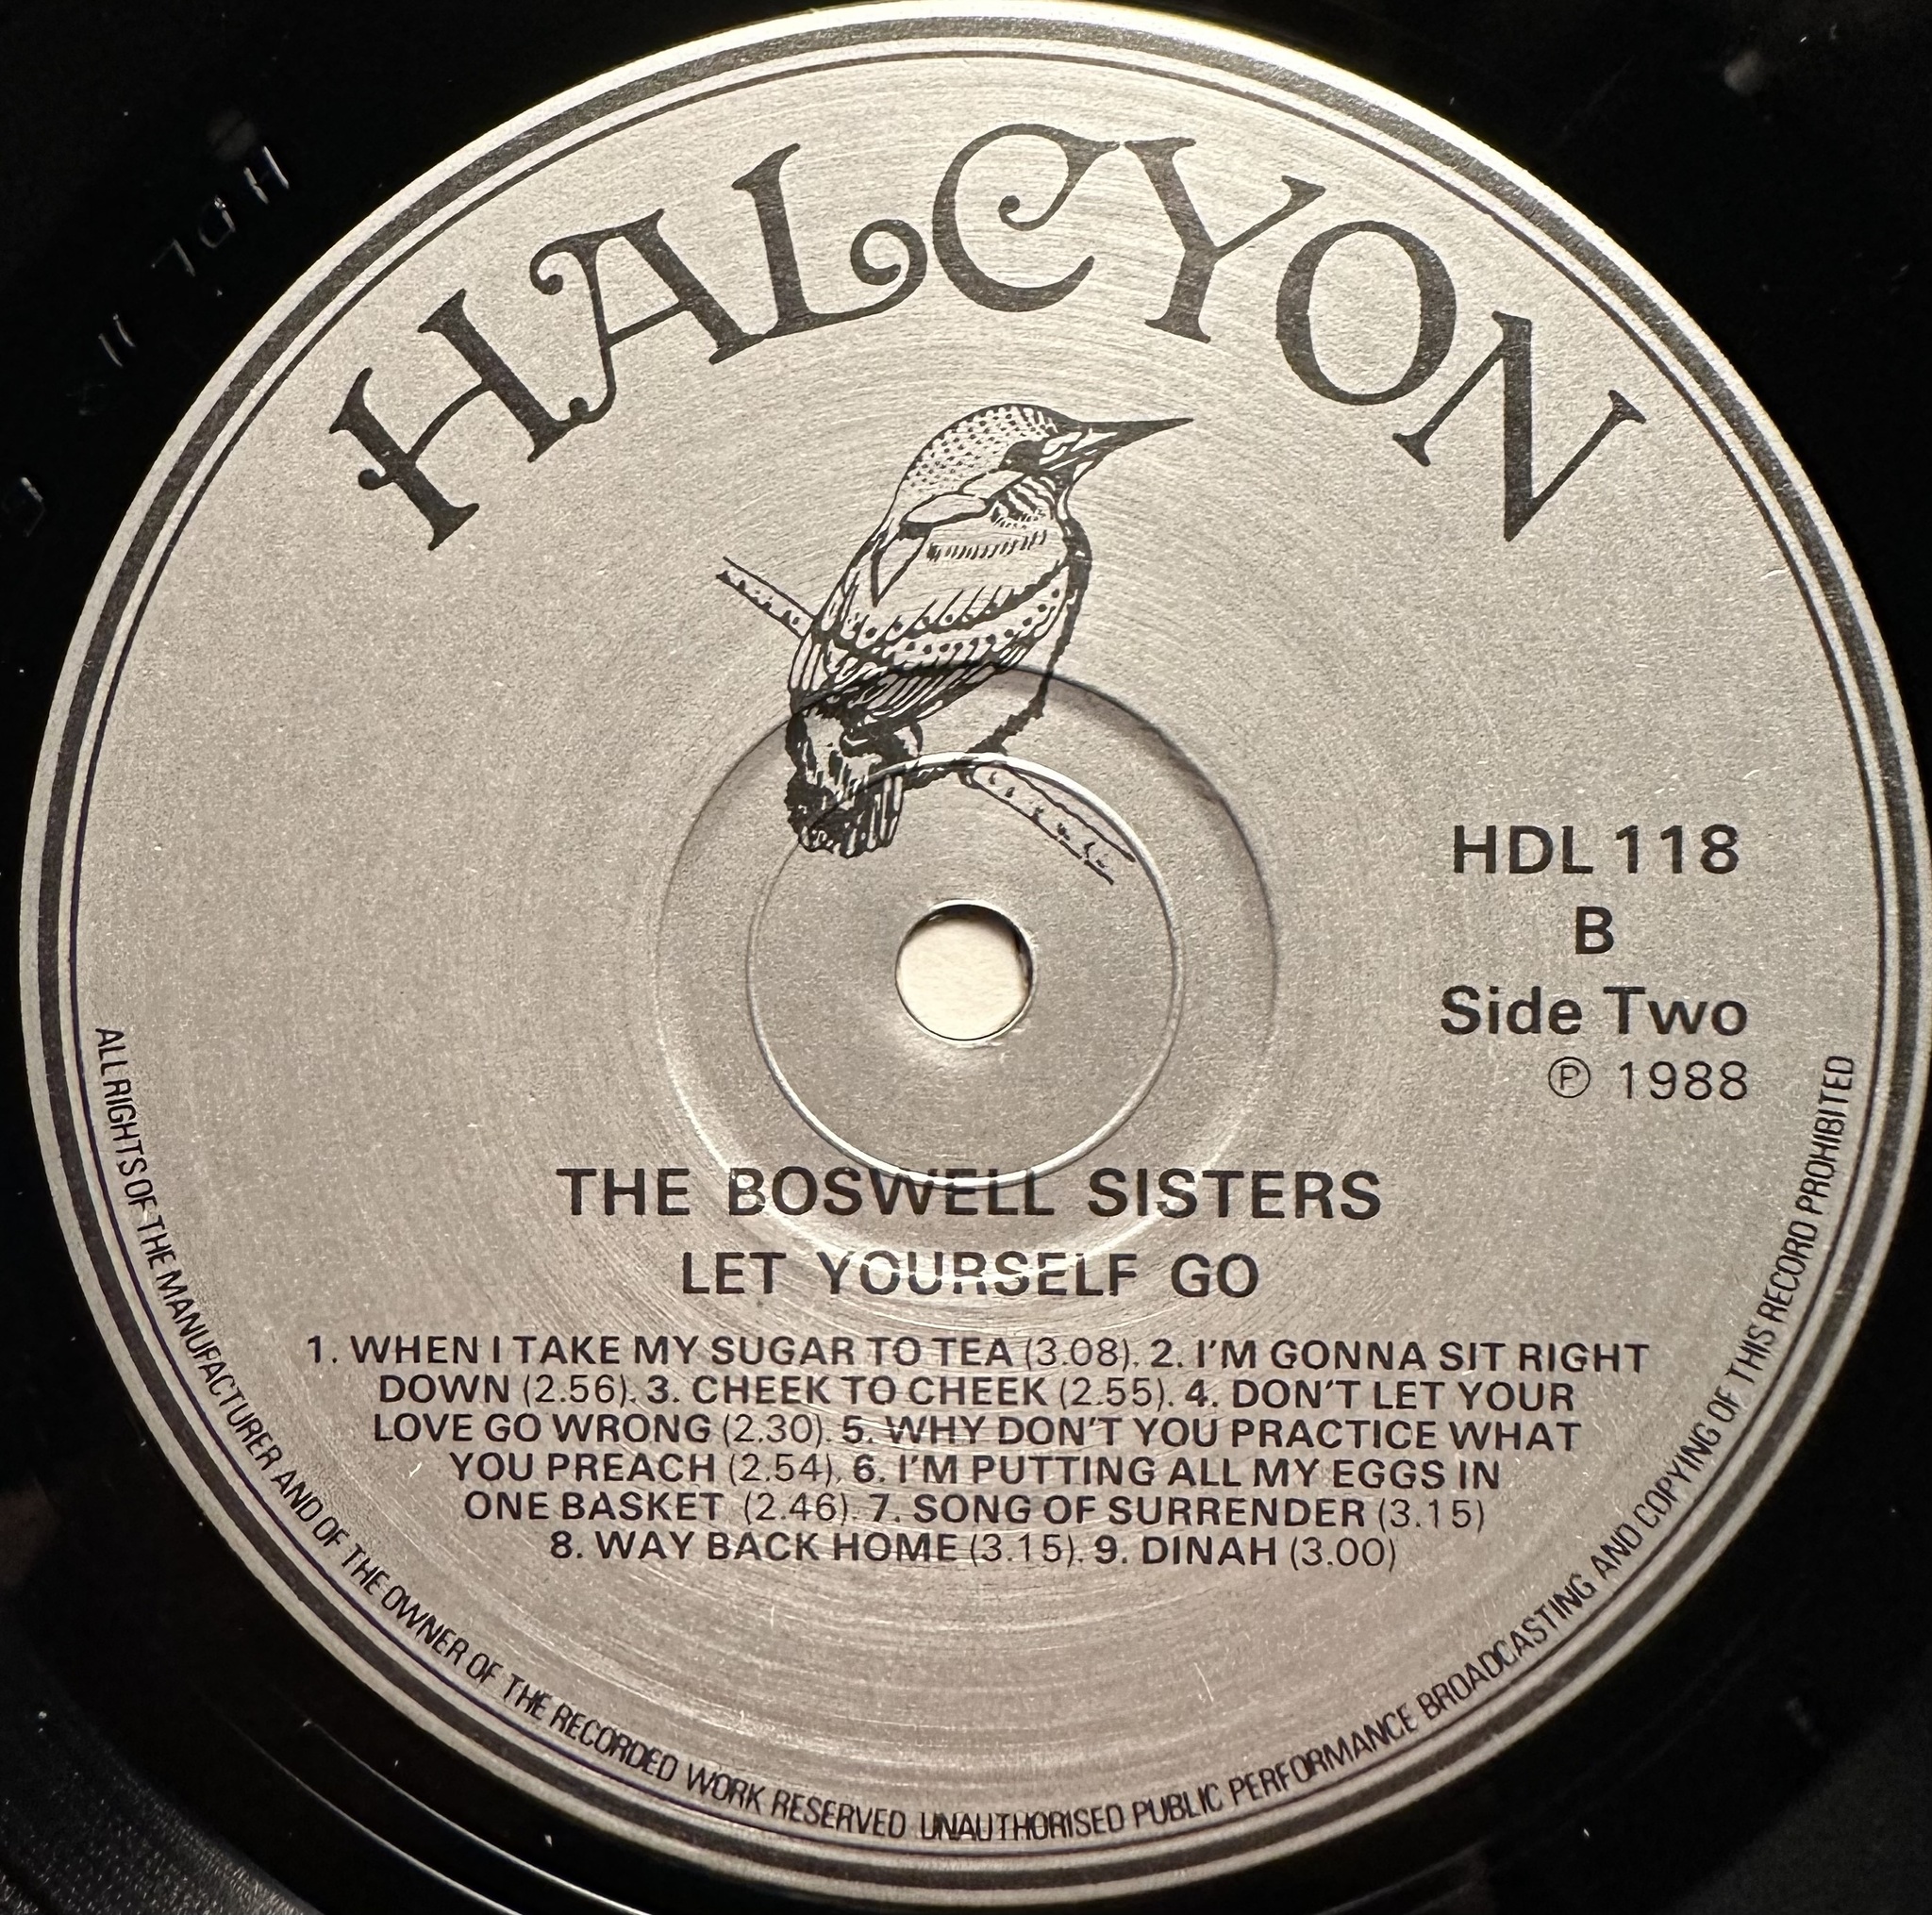 HALCYON
HDL 118
B
Side Two
Ⓟ 1988
THE BOSWELL SISTERS
LET YOURSELF GO
1. WHEN I TAKE MY SUGAR TO TEA (3.08). 2. I'M GONNA SIT RIGHT
DOWN (2.56). 3. CHEEK TO CHEEK (2.55). 4. DON'T LET YOUR
LOVE GO WRONG (2.30). 5. WHY DON'T YOU PRACTICE WHAT
YOU PREACH (2.54). 6. I'M PUTTING ALL MY EGGS IN
ONE BASKET (2.46). 7. SONG OF SURRENDER (3.15)
8. WAY BACK HOME (3.15). 9. DINAH (3.00)
ALL RIGHTS OF THE MANUFACTURER AND OF THE OWNER OF THE RECORDED WORK RESERVED UNAUTHORISED PUBLIC PERFORMANCE BROADCASTING AND COPYING OF THIS RECORD PROHIBITED
HDL